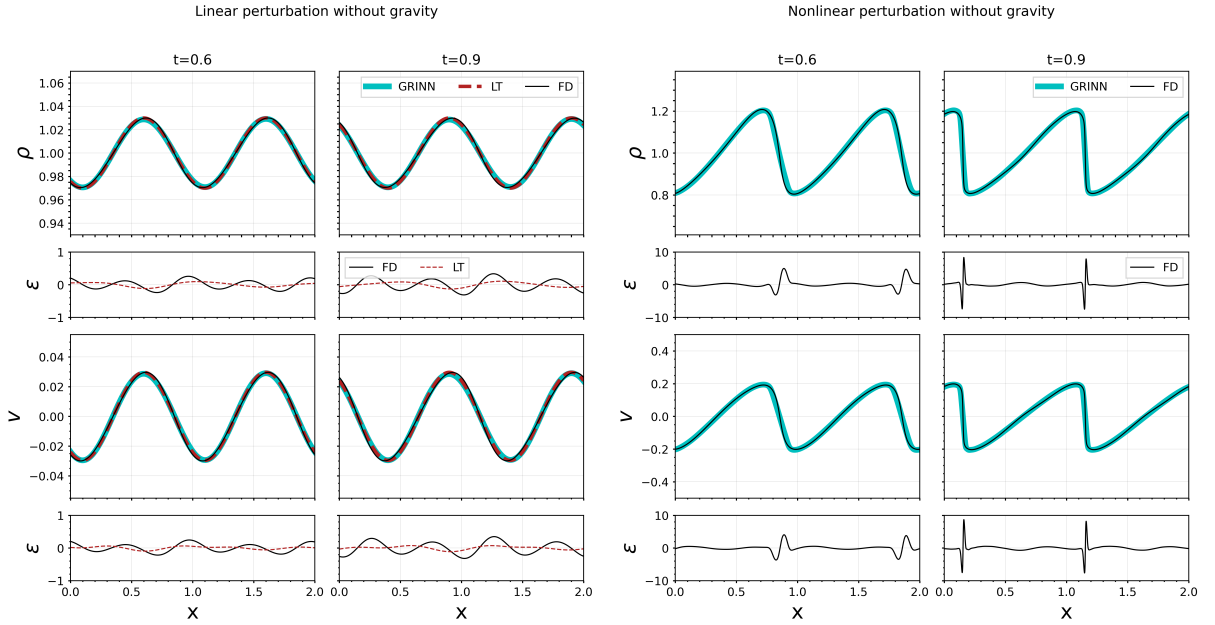 Linear perturbation without gravity
Nonlinear perturbation without gravity
t=0.6
t=0.9
t=0.6
t=0.9
1.06
1.04
1.02
1.00
0.98
0.96
0.94
ρ
GRINN LT FD
1.2
1.0
0.8
ρ
GRINN FD
1
0
−1
ε
FD LT
10
0
−10
ε
FD
0.04
0.02
0.00
−0.02
−0.04
v
0.4
0.2
0.0
−0.2
−0.4
v
1
0
−1
ε
10
0
−10
ε
0.0 0.5 1.0 1.5 2.0
0.0 0.5 1.0 1.5 2.0
0.0 0.5 1.0 1.5 2.0
0.0 0.5 1.0 1.5 2.0
x
x
x
x